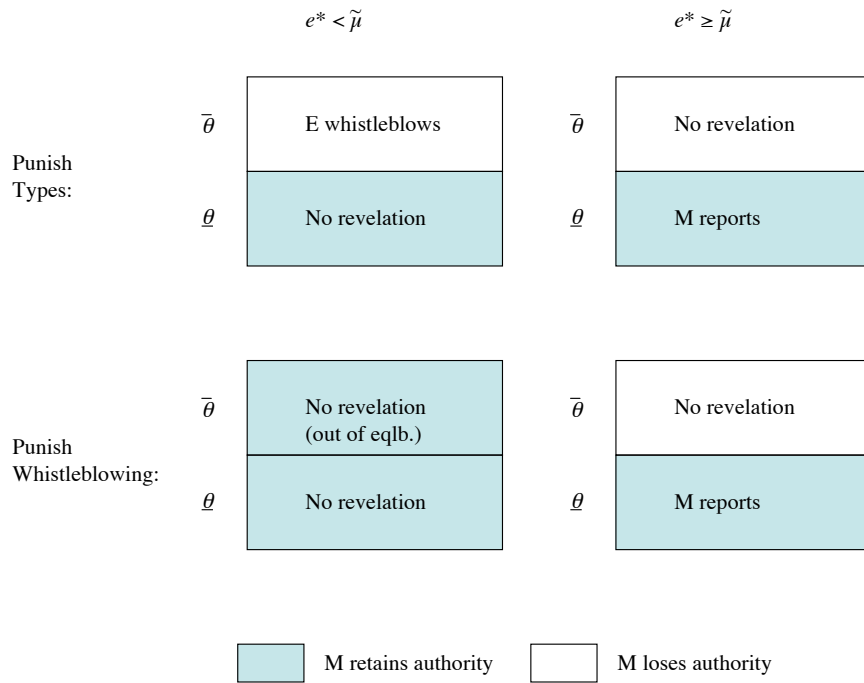 e* < μ̃
e* ≥ μ̃
Punish
Types:
θ̅
E whistleblows
θ̅
No revelation
θ̲
No revelation
θ̲
M reports
Punish
Whistleblowing:
θ̅
No revelation
(out of eqlb.)
θ̅
No revelation
θ̲
No revelation
θ̲
M reports
M retains authority
M loses authority